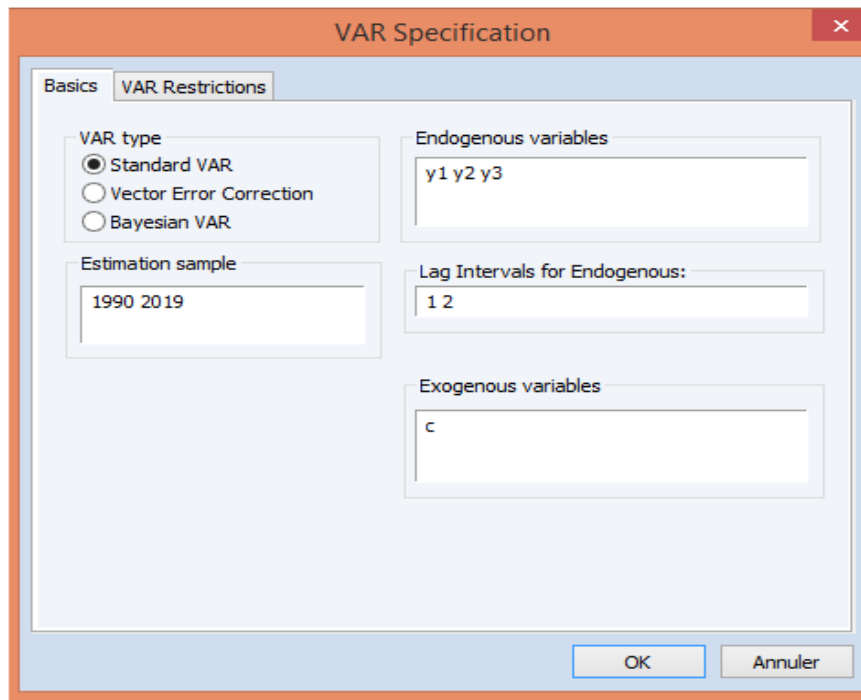 VAR Specification
Basics
VAR Restrictions
VAR type
Standard VAR
Vector Error Correction
Bayesian VAR
Estimation sample
1990 2019
Endogenous variables
y1 y2 y3
Lag Intervals for Endogenous:
1 2
Exogenous variables
c
OK
Annuler